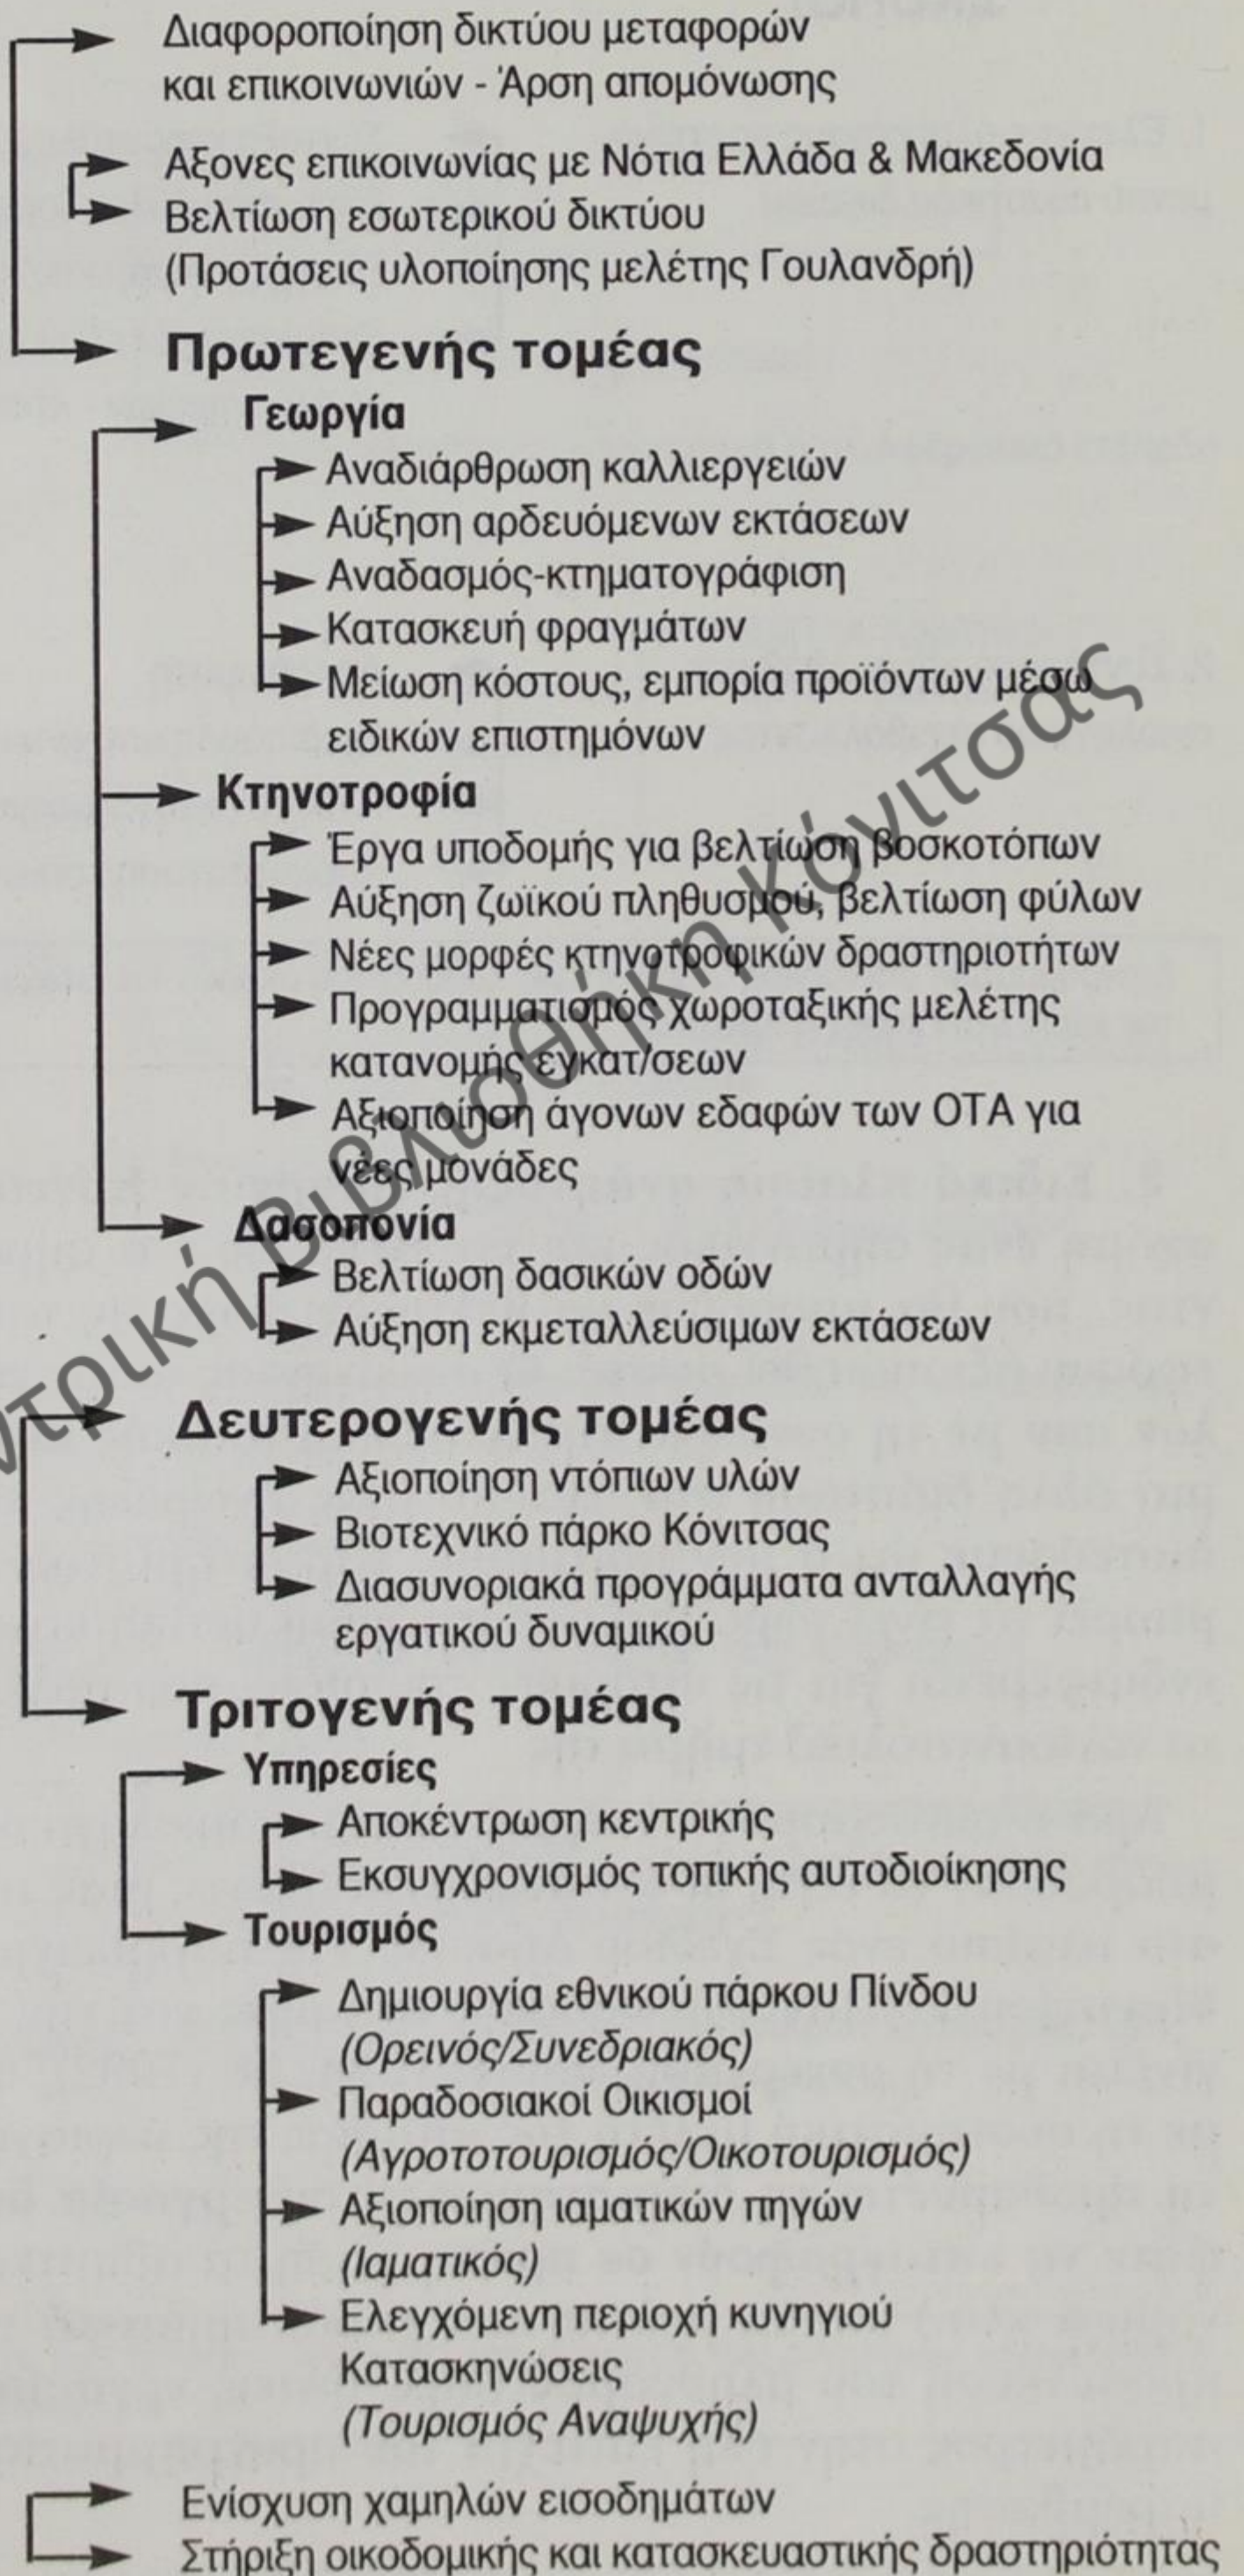 Διαφοροποίηση δικτύου μεταφορών
και επικοινωνιών - Άρση απομόνωσης
Αξονες επικοινωνίας με Νότια Ελλάδα & Μακεδονία
Βελτίωση εσωτερικού δικτύου
(Προτάσεις υλοποίησης μελέτης Γουλανδρή)
Πρωτεγενής τομέας
Γεωργία
Αναδιάρθρωση καλλιεργειών
Αύξηση αρδευόμενων εκτάσεων
Αναδασμός-κτηματογράφιση
Κατασκευή φραγμάτων
Μείωση κόστους, εμπορία προϊόντων μέσω
ειδικών επιστημόνων
Κτηνοτροφία
Έργα υποδομής για βελτίωση βοσκοτόπων
Αύξηση ζωϊκού πληθυσμού, βελτίωση φύλων
Νέες μορφές κτηνοτροφικών δραστηριοτήτων
Προγραμματισμός χωροταξικής μελέτης
κατανομής εγκατ/σεων
Αξιοποίηση άγονων εδαφών των ΟΤΑ για
νέες μονάδες
Δασοπονία
Βελτίωση δασικών οδών
Αύξηση εκμεταλλεύσιμων εκτάσεων
Δευτερογενής τομέας
Αξιοποίηση ντόπιων υλών
Βιοτεχνικό πάρκο Κόνιτσας
Διασυνοριακά προγράμματα ανταλλαγής
εργατικού δυναμικού
Τριτογενής τομέας
Υπηρεσίες
Αποκέντρωση κεντρικής
Εκσυγχρονισμός τοπικής αυτοδιοίκησης
Τουρισμός
Δημιουργία εθνικού πάρκου Πίνδου
(Ορεινός/Συνεδριακός)
Παραδοσιακοί Οικισμοί
(Αγροτοτουρισμός/Οικοτουρισμός)
Αξιοποίηση ιαματικών πηγών
(Ιαματικός)
Ελεγχόμενη περιοχή κυνηγιού
Κατασκηνώσεις
(Τουρισμός Αναψυχής)
Ενίσχυση χαμηλών εισοδημάτων
Στήριξη οικοδομικής και κατασκευαστικής δραστηριότητας
ντρική Βιβλιοθήκη Κόνιτσας